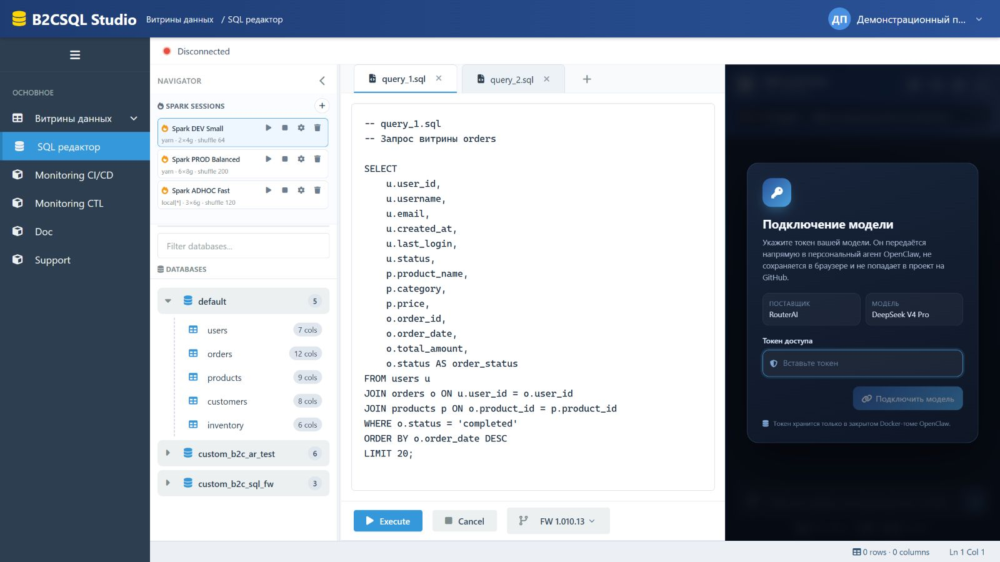 B2CSQL Studio
Витрины данных / SQL редактор
ДП Демонстрационный п...
Disconnected
ОСНОВНОЕ
Витрины данных
SQL редактор
Monitoring CI/CD
Monitoring CTL
Doc
Support
NAVIGATOR
SPARK SESSIONS
Spark DEV Small
yarn · 2×4g · shuffle 64
Spark PROD Balanced
yarn · 6×8g · shuffle 200
Spark ADHOC Fast
local[*] · 3×6g · shuffle 120
Filter databases...
DATABASES
default 5
users 7 cols
orders 12 cols
products 9 cols
customers 8 cols
inventory 6 cols
custom_b2c_ar_test 6
custom_b2c_sql_fw 3
query_1.sql
query_2.sql
-- query_1.sql
-- Запрос витрины orders
SELECT
u.user_id,
u.username,
u.email,
u.created_at,
u.last_login,
u.status,
p.product_name,
p.category,
p.price,
o.order_id,
o.order_date,
o.total_amount,
o.status AS order_status
FROM users u
JOIN orders o ON u.user_id = o.user_id
JOIN products p ON o.product_id = p.product_id
WHERE o.status = 'completed'
ORDER BY o.order_date DESC
LIMIT 20;
Execute
Cancel
FW 1.010.13
Подключение модели
Укажите токен вашей модели. Он передаётся
напрямую в персональный агент OpenClaw, не
сохраняется в браузере и не попадает в проект на
GitHub.
ПОСТАВЩИК
RouterAI
МОДЕЛЬ
DeepSeek V4 Pro
Токен доступа
Вставьте токен
Подключить модель
Токен хранится только в закрытом Docker-томе OpenClaw.
0 rows · 0 columns
Ln 1 Col 1